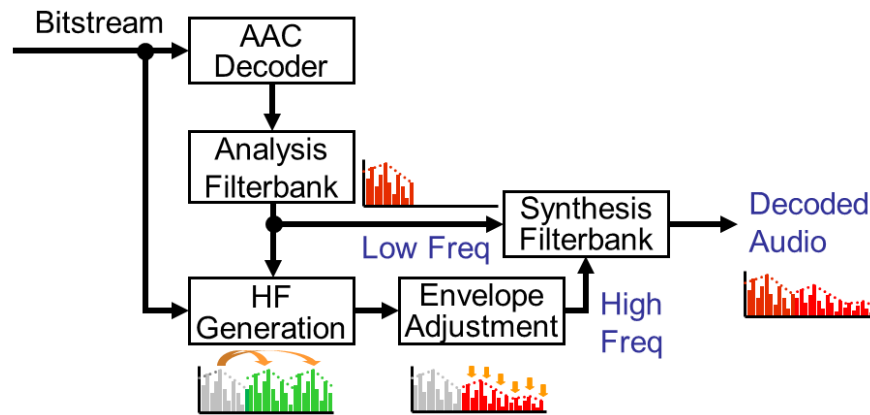 Bitstream
AAC
Decoder
Analysis
Filterbank
Low Freq
Synthesis
Filterbank
Decoded
Audio
HF
Generation
Envelope
Adjustment
High
Freq